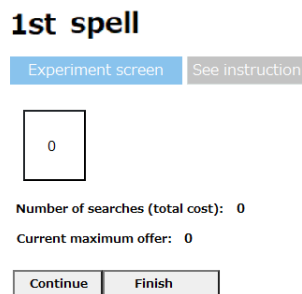 1st spell
Experiment screen See instruction
0
Number of searches (total cost): 0
Current maximum offer: 0
Continue Finish